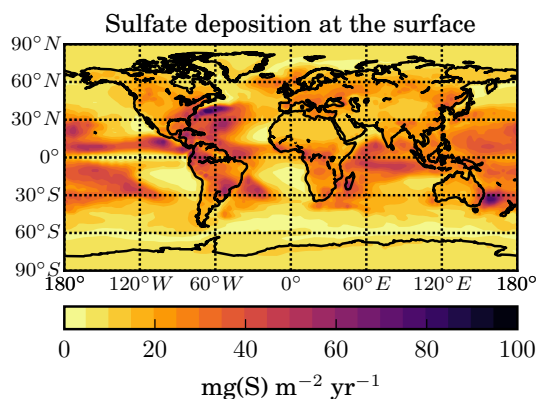 Sulfate deposition at the surface
90°N
60°N
30°N
0°
30°S
60°S
90°S
180° 120°W 60°W 0° 60°E 120°E 180°
0 20 40 60 80 100
mg(S) m⁻² yr⁻¹